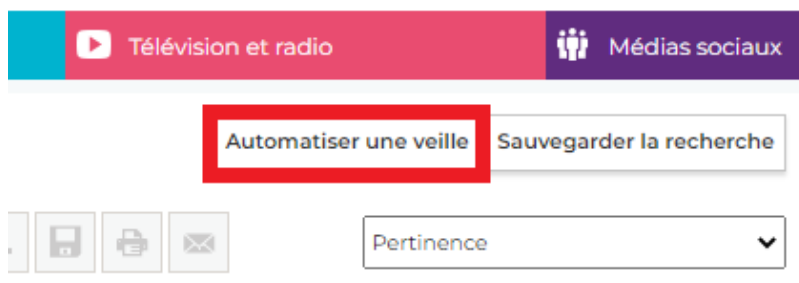 Télévision et radio
Médias sociaux
Automatiser une veille
Sauvegarder la recherche
Pertinence